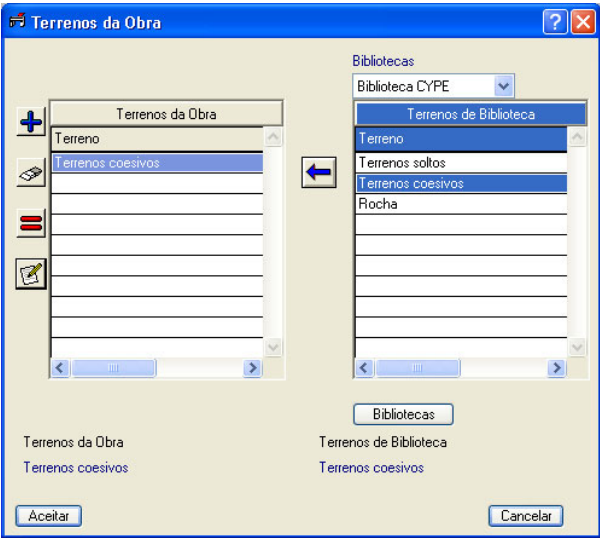 Terrenos da Obra
Bibliotecas
Biblioteca CYPE
Terrenos da Obra
Terreno
Terrenos coesivos
Terrenos de Biblioteca
Terreno
Terrenos soltos
Terrenos coesivos
Rocha
Bibliotecas
Terrenos da Obra
Terrenos de Biblioteca
Terrenos coesivos
Terrenos coesivos
Aceitar
Cancelar